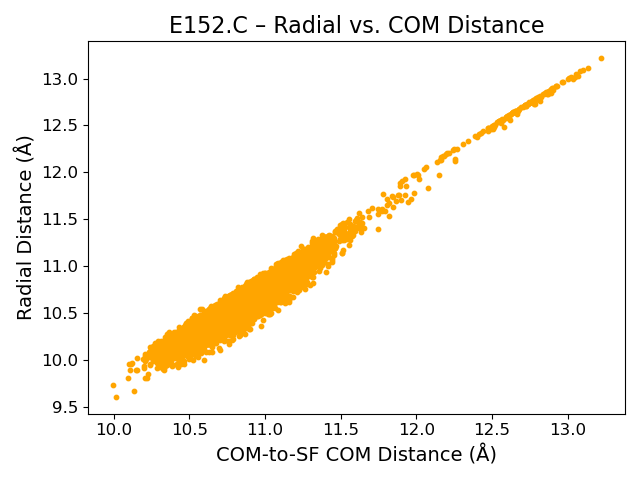 E152.C – Radial vs. COM Distance
Radial Distance (Å)
13.0
12.5
12.0
11.5
11.0
10.5
10.0
9.5
10.0 10.5 11.0 11.5 12.0 12.5 13.0
COM-to-SF COM Distance (Å)